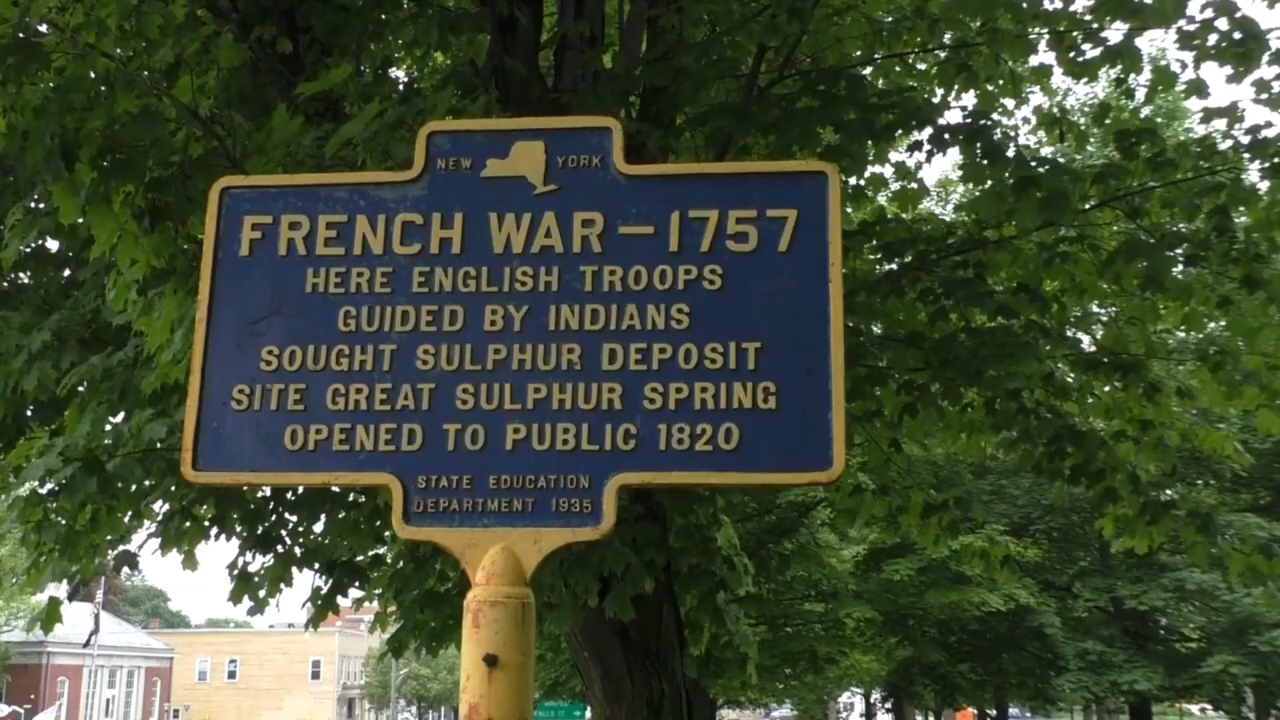 NEW YORK
FRENCH WAR – 1757
HERE ENGLISH TROOPS
GUIDED BY INDIANS
SOUGHT SULPHUR DEPOSIT
SITE GREAT SULPHUR SPRING
OPENED TO PUBLIC 1820
STATE EDUCATION
DEPARTMENT 1935